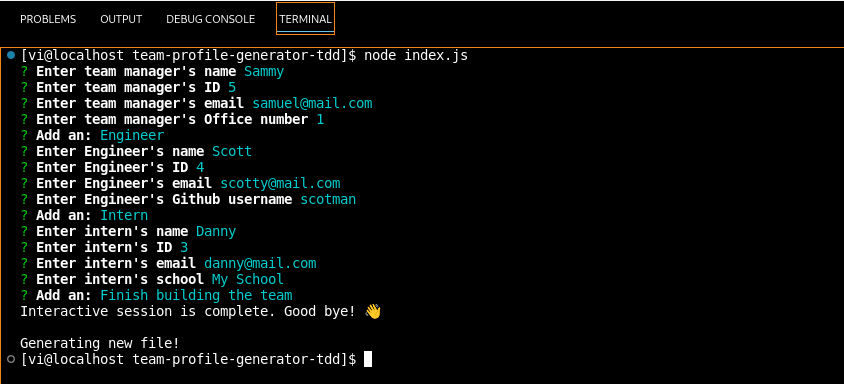 PROBLEMS OUTPUT DEBUG CONSOLE TERMINAL
[vi@localhost team-profile-generator-tdd]$ node index.js
? Enter team manager's name Sammy
? Enter team manager's ID 5
? Enter team manager's email samuel@mail.com
? Enter team manager's Office number 1
? Add an: Engineer
? Enter Engineer's name Scott
? Enter Engineer's ID 4
? Enter Engineer's email scotty@mail.com
? Enter Engineer's Github username scotman
? Add an: Intern
? Enter intern's name Danny
? Enter intern's ID 3
? Enter intern's email danny@mail.com
? Enter intern's school My School
? Add an: Finish building the team
Interactive session is complete. Good bye! 👋
Generating new file!
[vi@localhost team-profile-generator-tdd]$